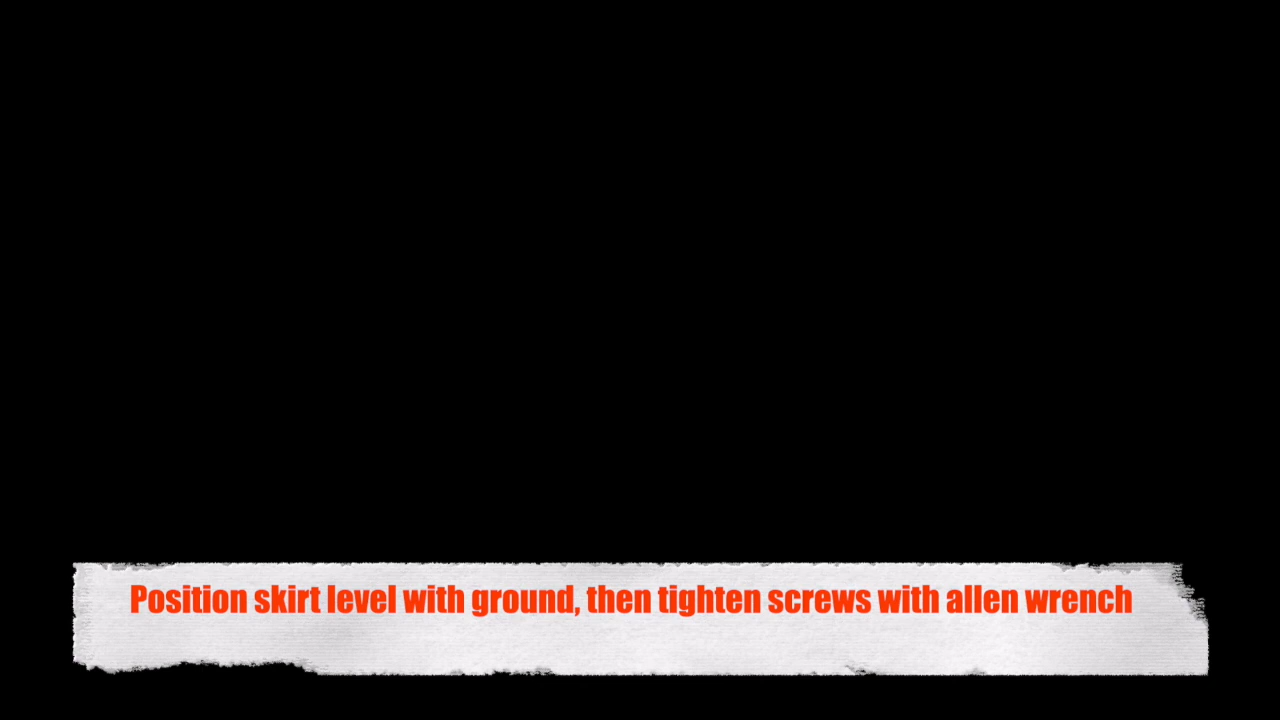 Position skirt level with ground, then tighten screws with allen wrench